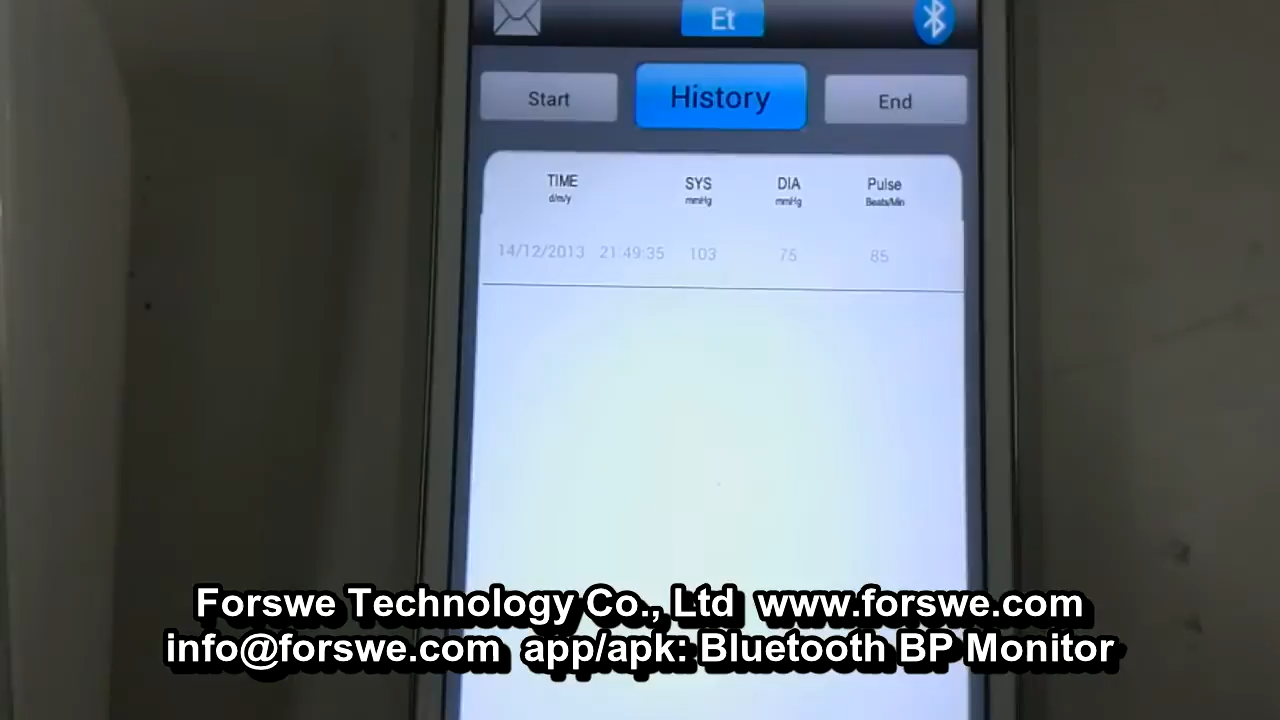 Et
Start History End
TIME SYS DIA Pulse
d/m/y mmHg mmHg Beats/Min
14/12/2013 21:49:35 103 75 85
Forswe Technology Co., Ltd www.forswe.com
info@forswe.com app/apk: Bluetooth BP Monitor